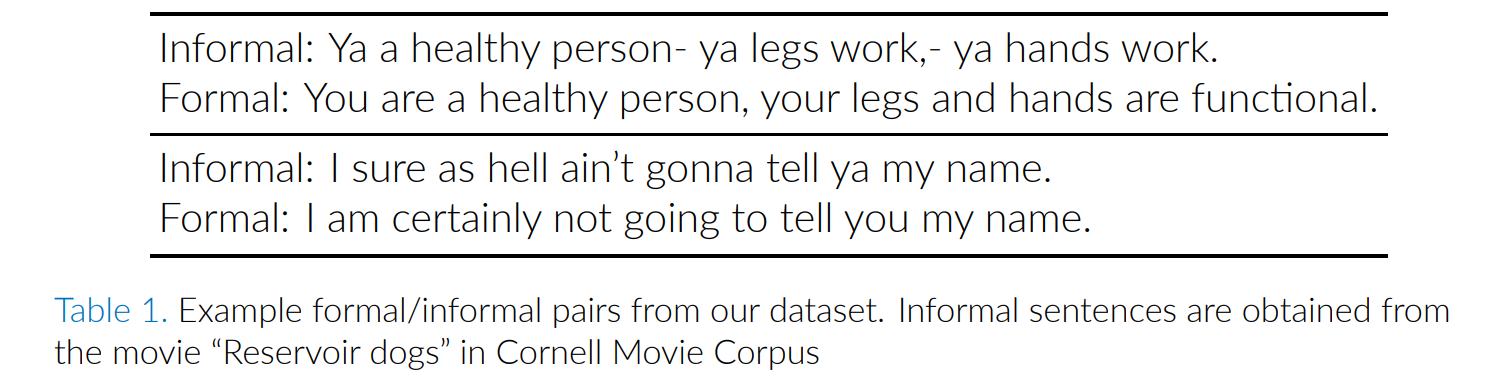 Informal: Ya a healthy person- ya legs work,- ya hands work.
Formal: You are a healthy person, your legs and hands are functional.
Informal: I sure as hell ain’t gonna tell ya my name.
Formal: I am certainly not going to tell you my name.
Table 1. Example formal/informal pairs from our dataset. Informal sentences are obtained from
the movie “Reservoir dogs” in Cornell Movie Corpus